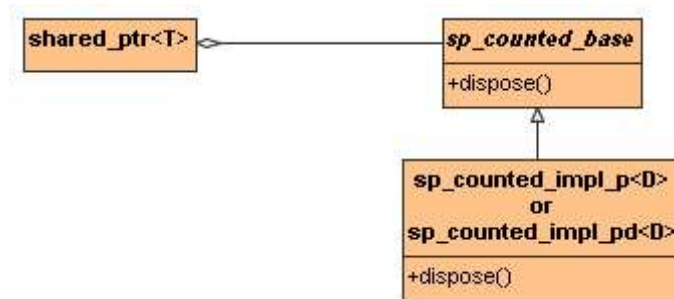 shared_ptr<T>
sp_counted_base
+dispose()
sp_counted_impl_p<D>
or
sp_counted_impl_pd<D>
+dispose()